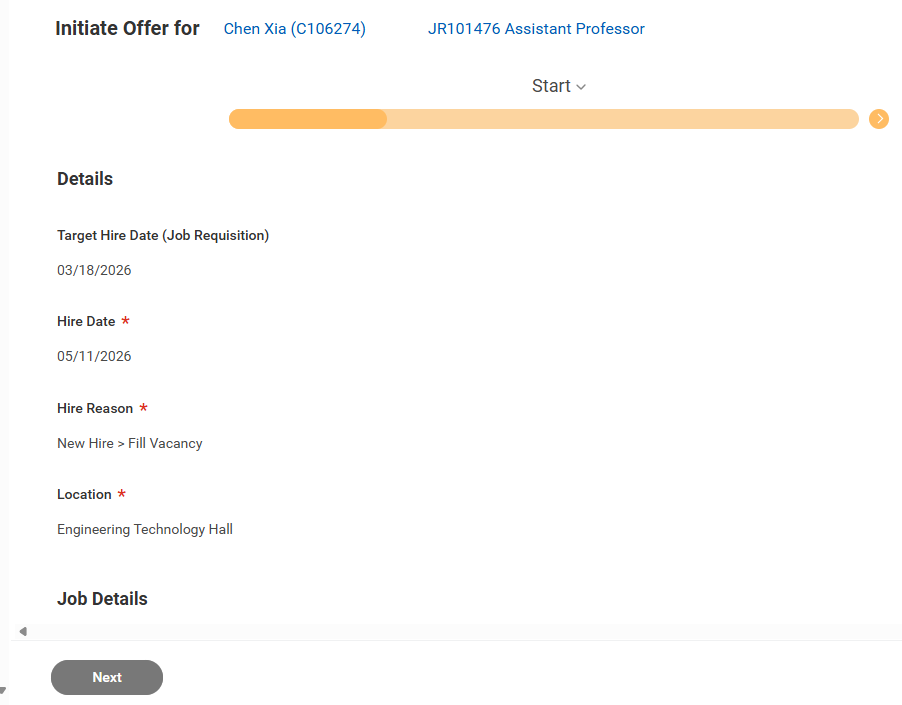 Initiate Offer for Chen Xia (C106274) JR101476 Assistant Professor
Start
Details
Target Hire Date (Job Requisition)
03/18/2026
Hire Date *
05/11/2026
Hire Reason *
New Hire > Fill Vacancy
Location *
Engineering Technology Hall
Job Details
Next